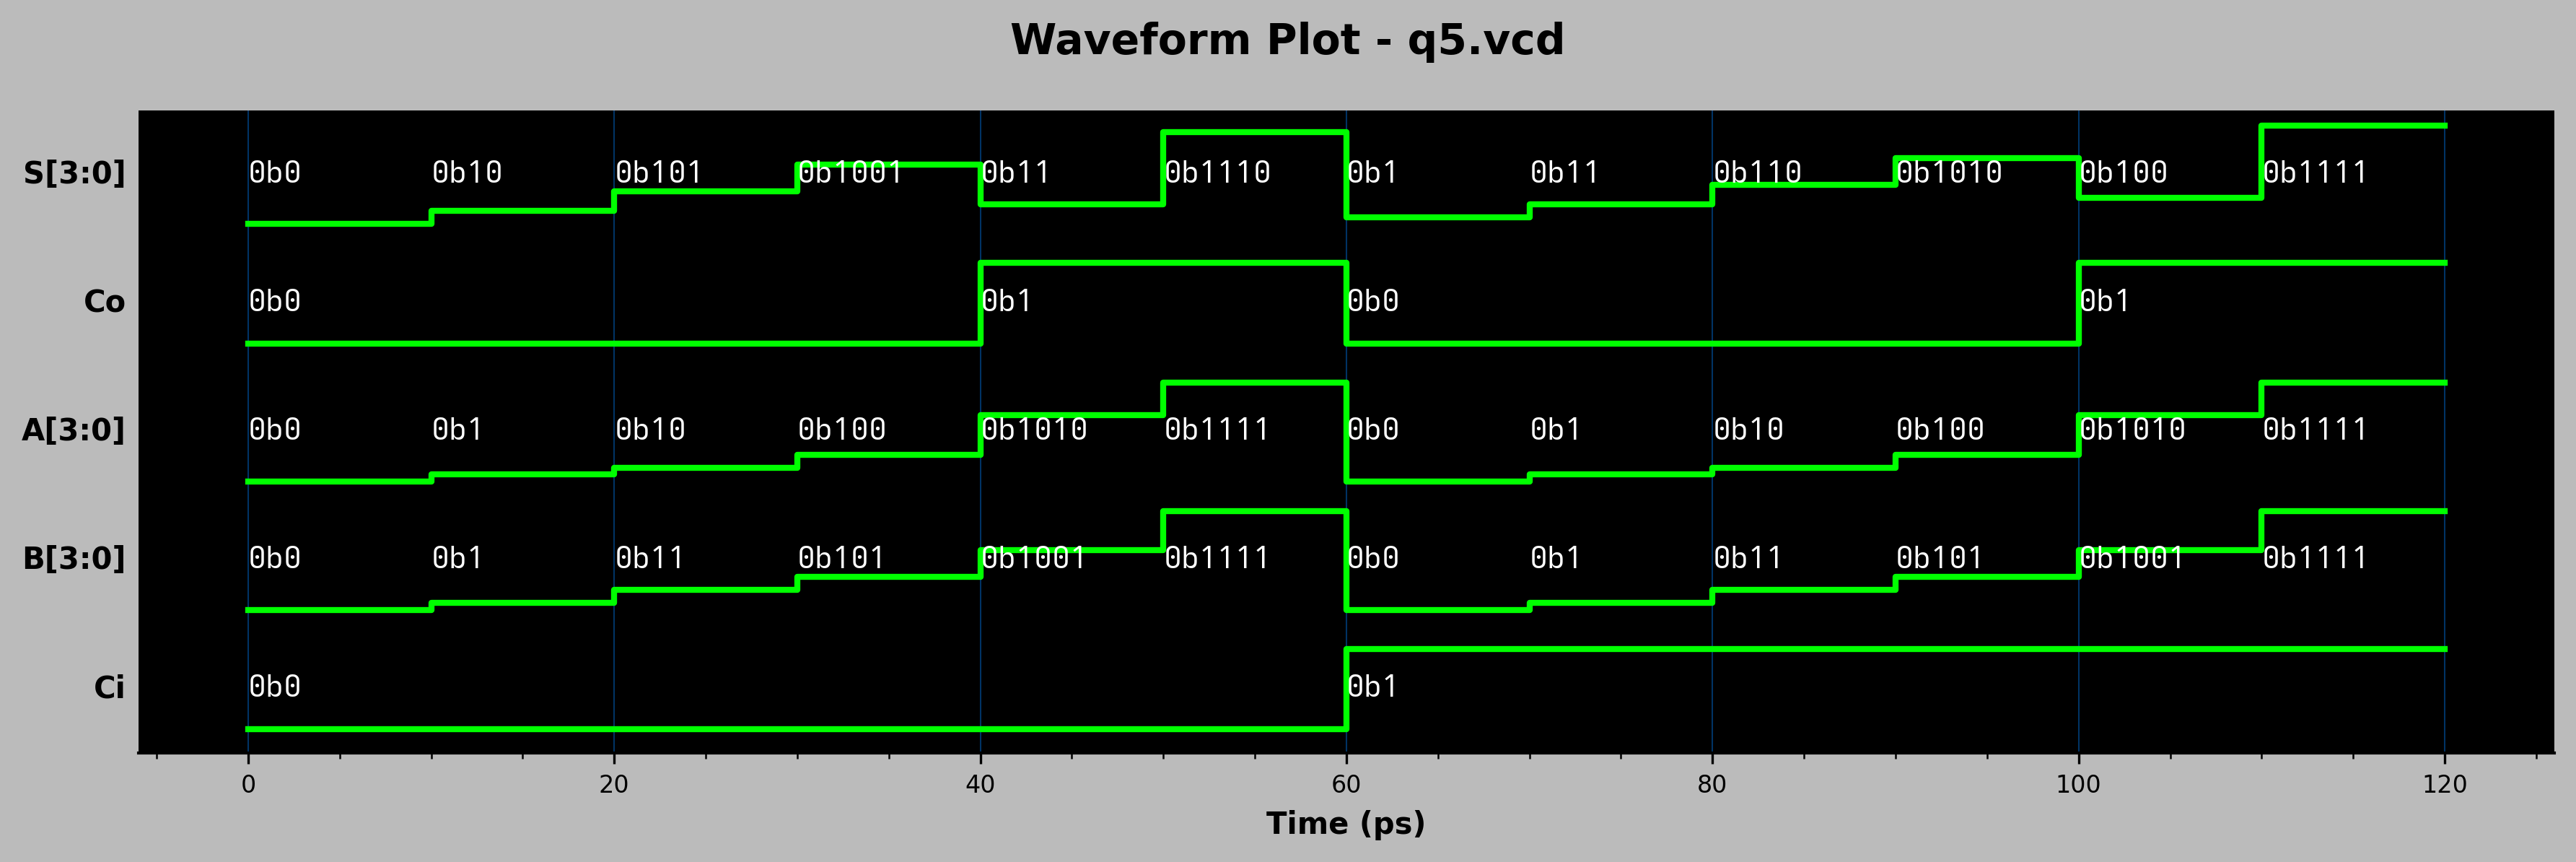 Waveform Plot - q5.vcd
S[3:0] 0b0 0b10 0b101 0b1001 0b11 0b1110 0b1 0b11 0b110 0b1010 0b100 0b1111
Co 0b0 0b1 0b0 0b1
A[3:0] 0b0 0b1 0b10 0b100 0b1010 0b1111 0b0 0b1 0b10 0b100 0b1010 0b1111
B[3:0] 0b0 0b1 0b11 0b101 0b1001 0b1111 0b0 0b1 0b11 0b101 0b1001 0b1111
Ci 0b0 0b1
0 20 40 60 80 100 120
Time (ps)